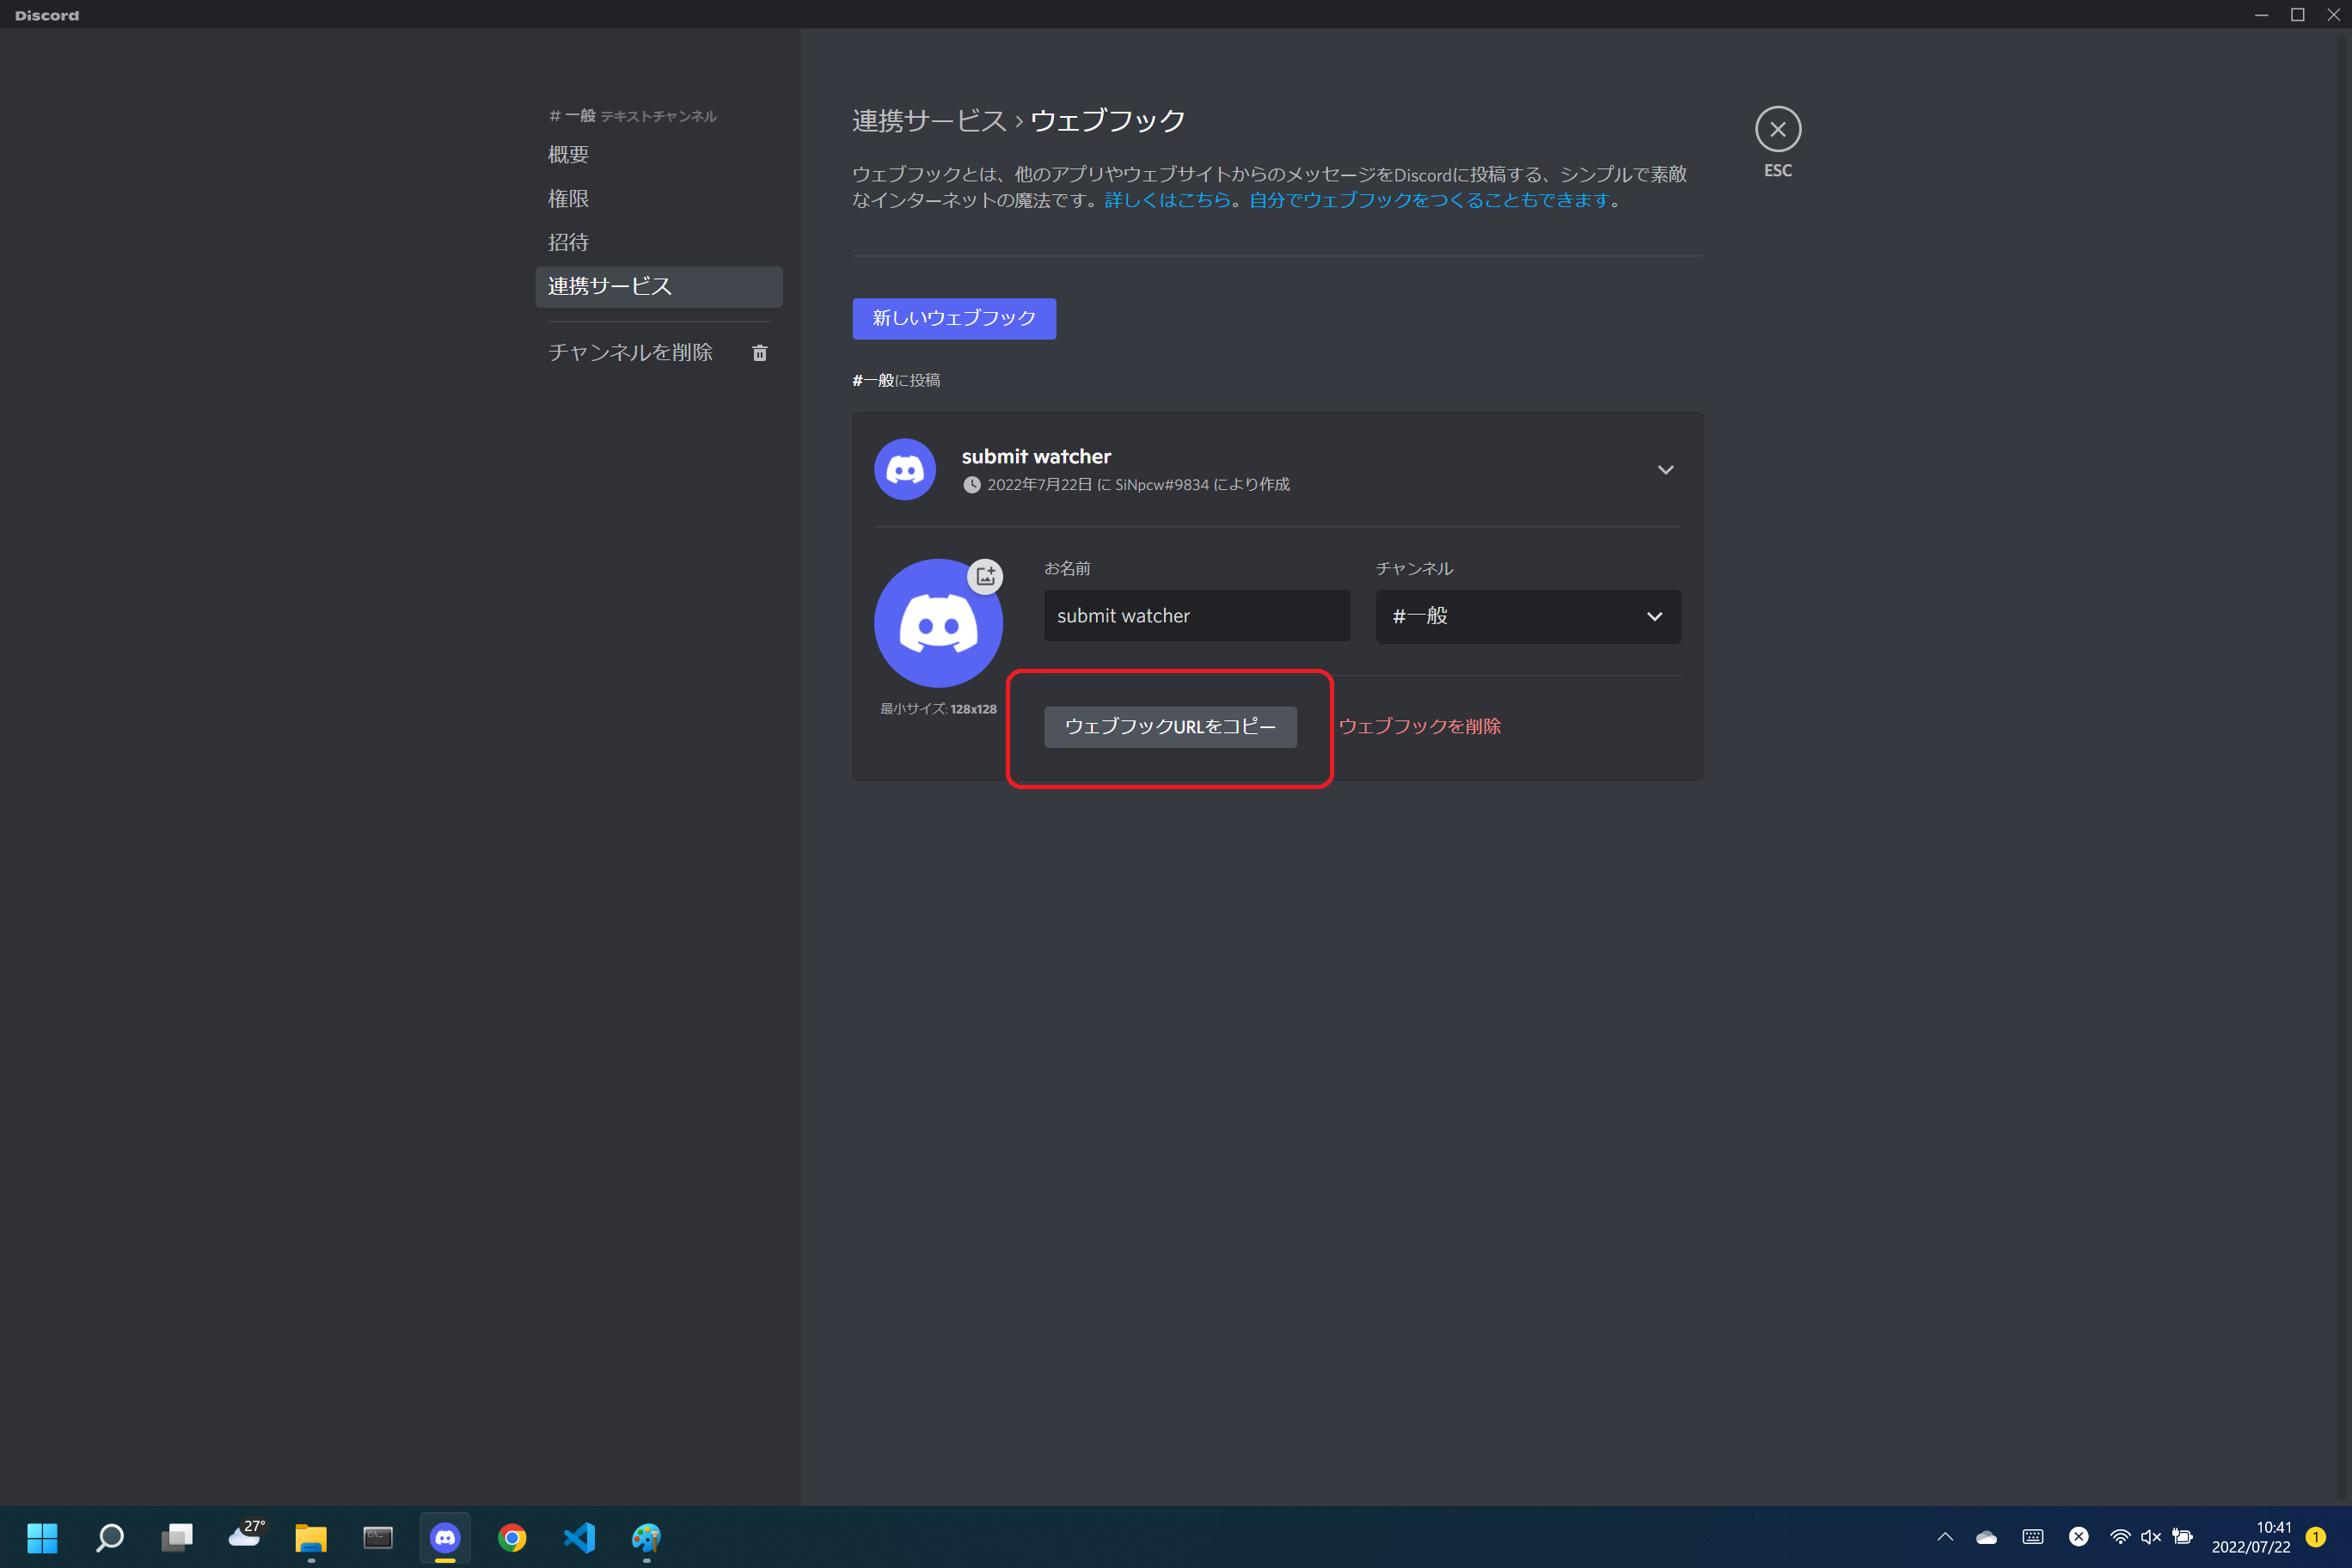 Discord
# 一般 テキストチャンネル
概要
権限
招待
連携サービス
チャンネルを削除
連携サービス › ウェブフック
ウェブフックとは、他のアプリやウェブサイトからのメッセージをDiscordに投稿する、シンプルで素敵
なインターネットの魔法です。詳しくはこちら。自分でウェブフックをつくることもできます。
ESC
新しいウェブフック
#一般に投稿
submit watcher
2022年7月22日 に SiNpcw#9834 により作成
お名前
チャンネル
submit watcher
#一般
最小サイズ: 128x128
ウェブフックURLをコピー
ウェブフックを削除
27°
10:41
2022/07/22
1